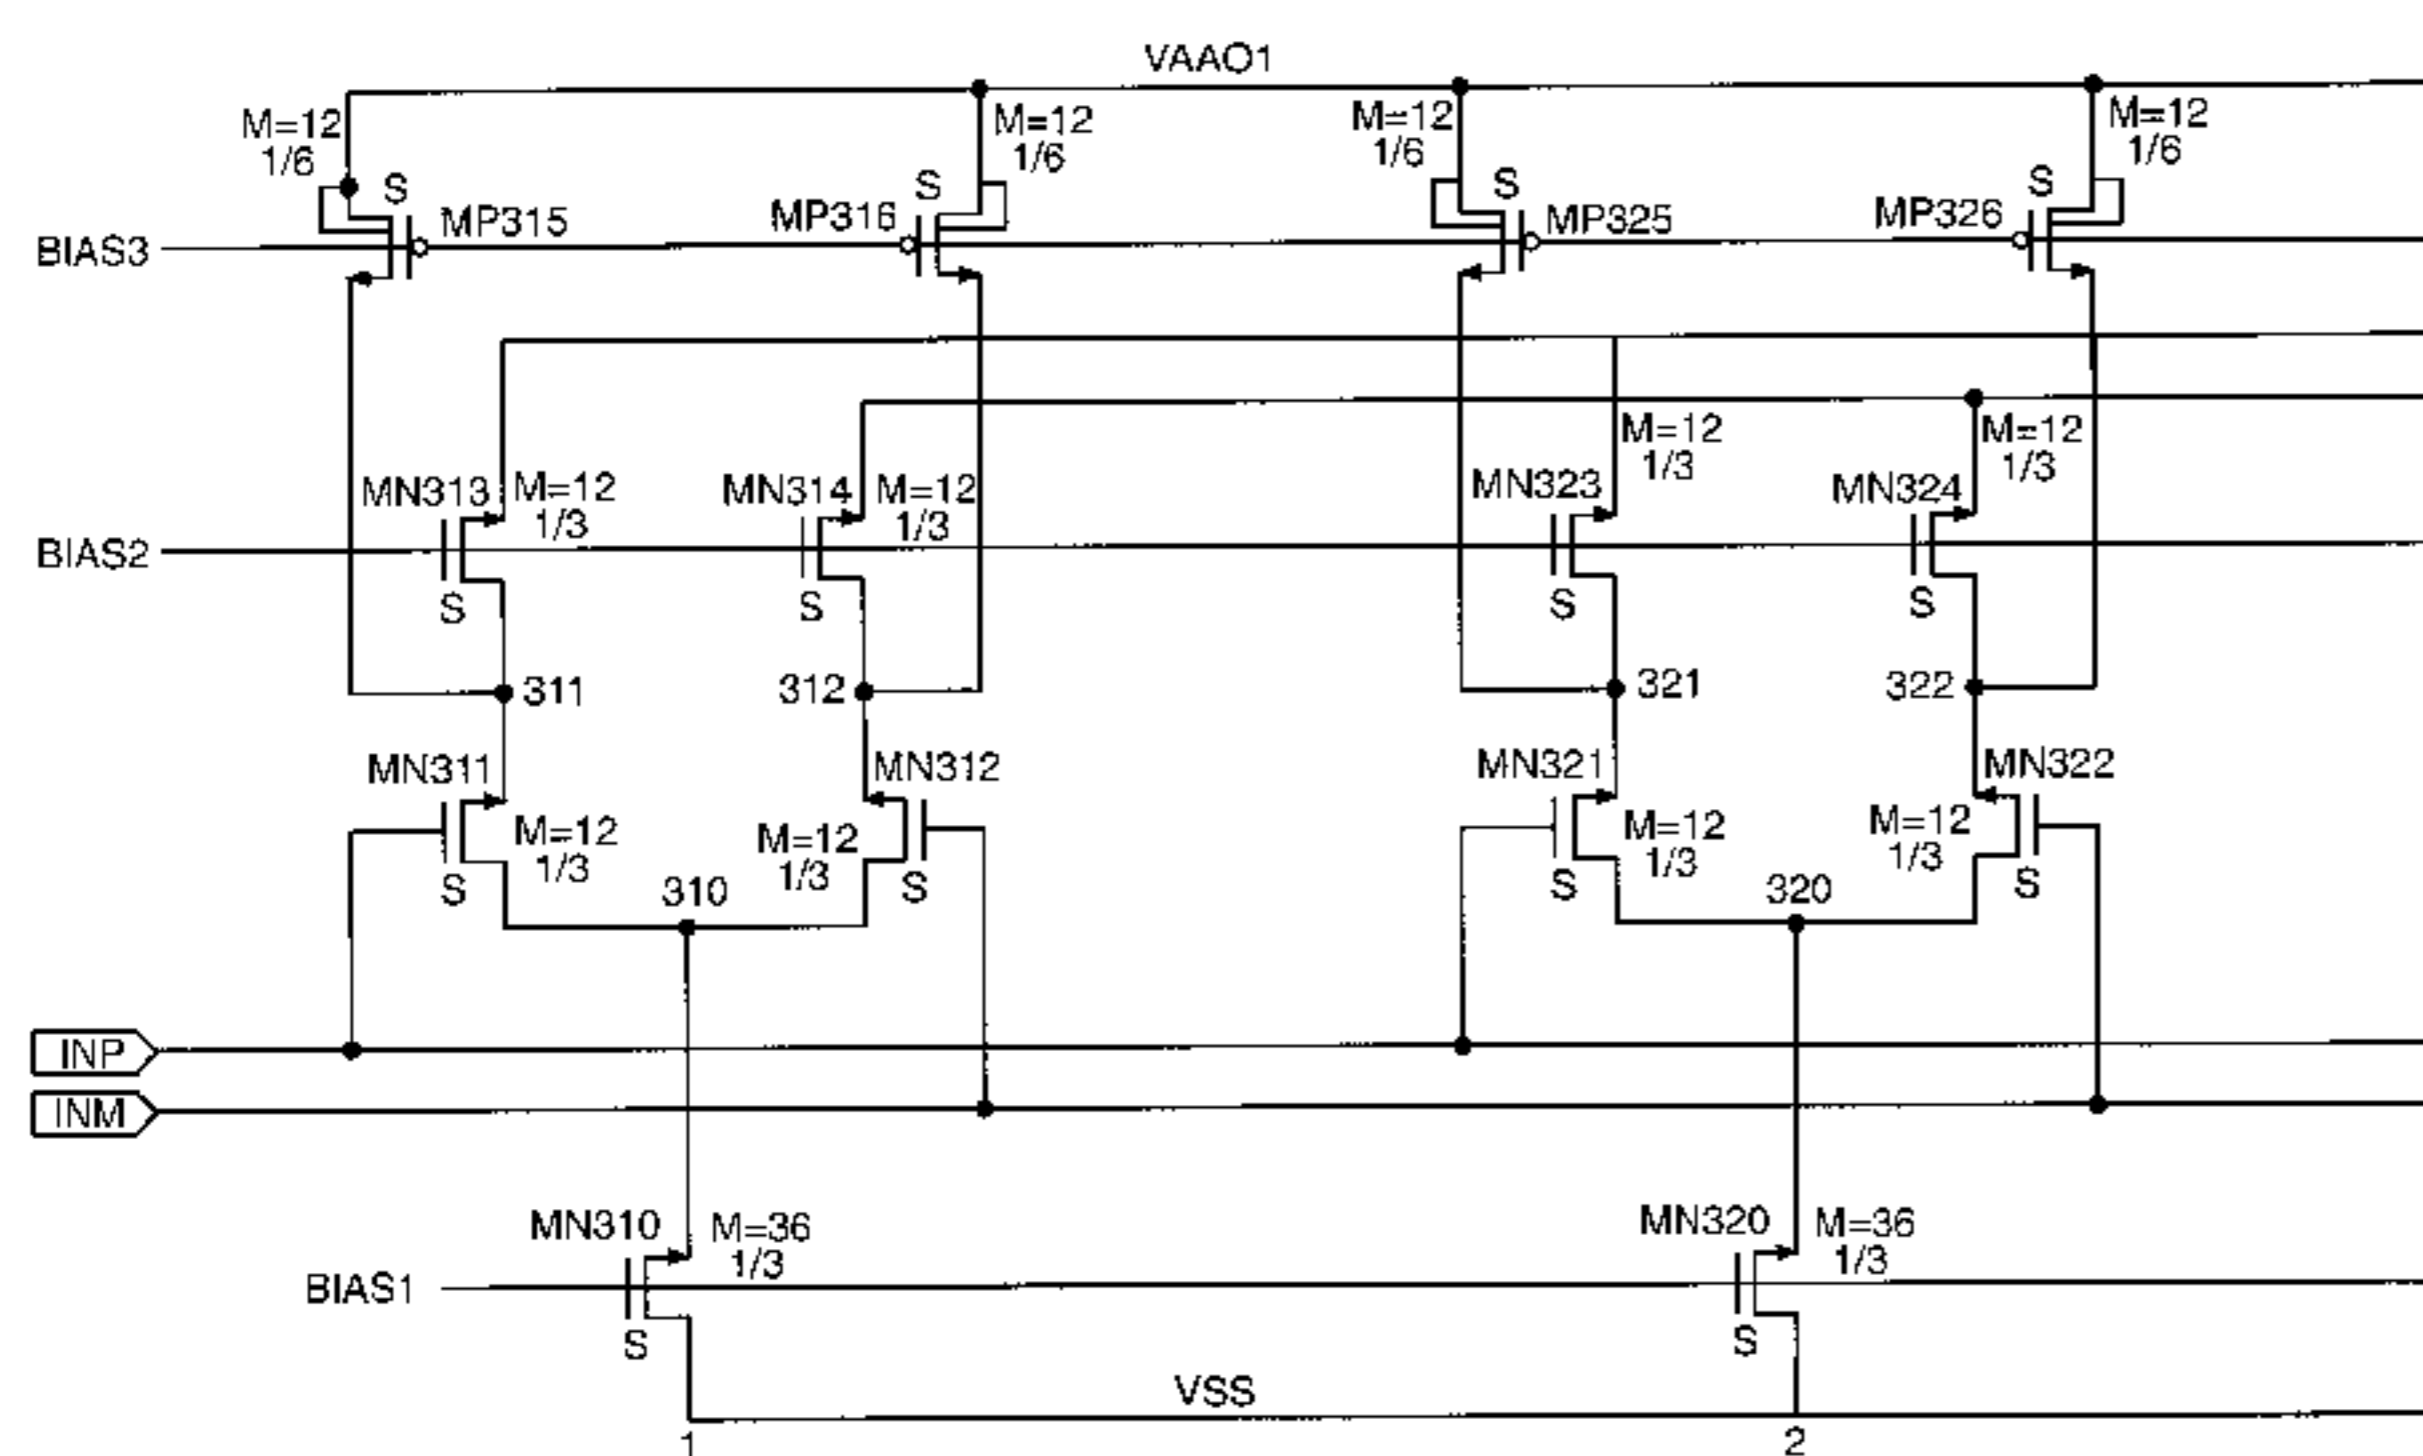 VAAO1
M=12
1/6
S
MP315
M=12
1/6
S
MP316
M=12
1/6
S
MP325
M=12
1/6
S
MP326
BIAS3
MN313
M=12
1/3
S
MN314
M=12
1/3
S
MN323
M=12
1/3
S
MN324
M=12
1/3
S
BIAS2
311
312
321
322
MN311
M=12
1/3
S
MN312
M=12
1/3
S
310
MN321
M=12
1/3
S
MN322
M=12
1/3
S
320
INP
INM
MN310
M=36
1/3
S
MN320
M=36
1/3
S
BIAS1
VSS
1
2